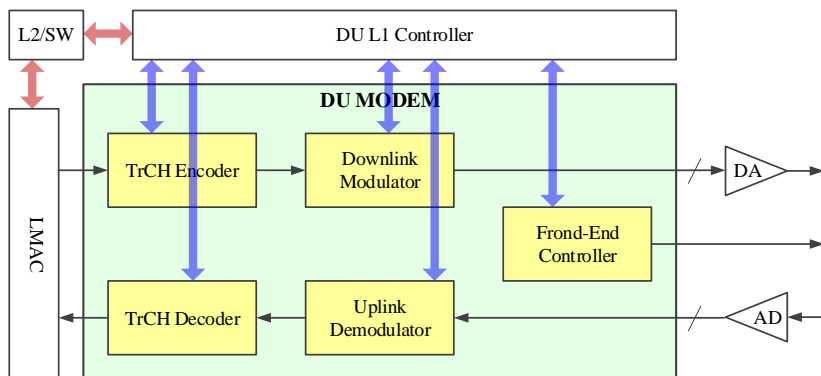 L2/SW
DU L1 Controller
DU MODEM
TrCH Encoder
Downlink
Modulator
DA
LMAC
Frond-End
Controller
TrCH Decoder
Uplink
Demodulator
AD